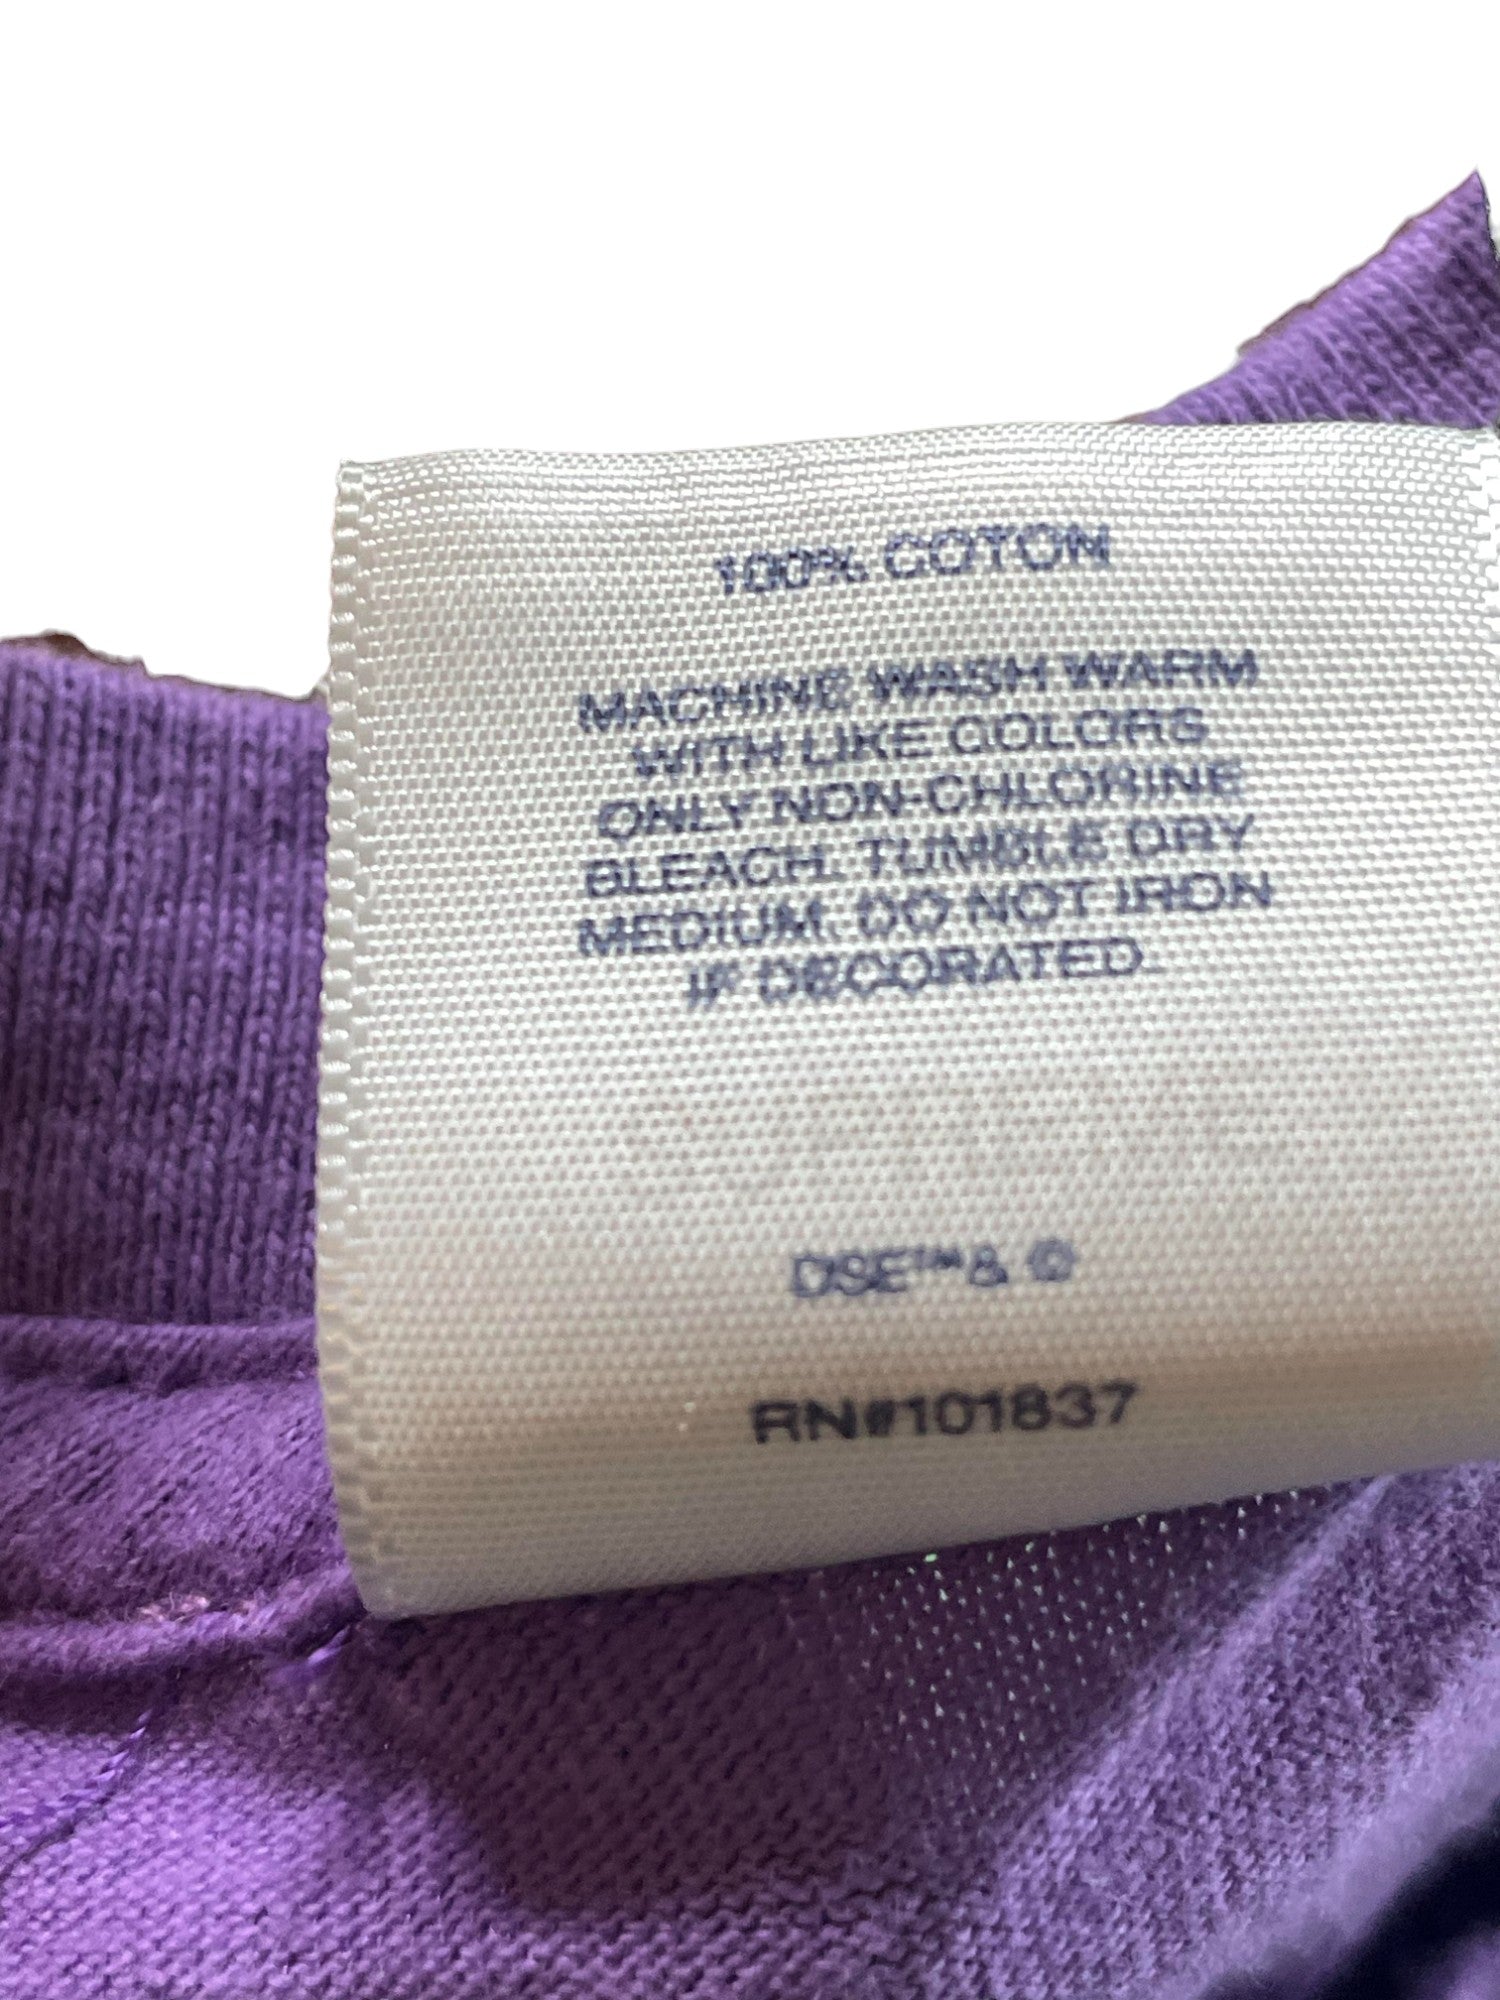 100% COTON
MACHINE WASH WARM
WITH LIKE COLORS
ONLY NON-CHLORINE
BLEACH. TUMBLE DRY
MEDIUM. DO NOT IRON
IF DECORATED.
DSE™ & ©
RN#101837